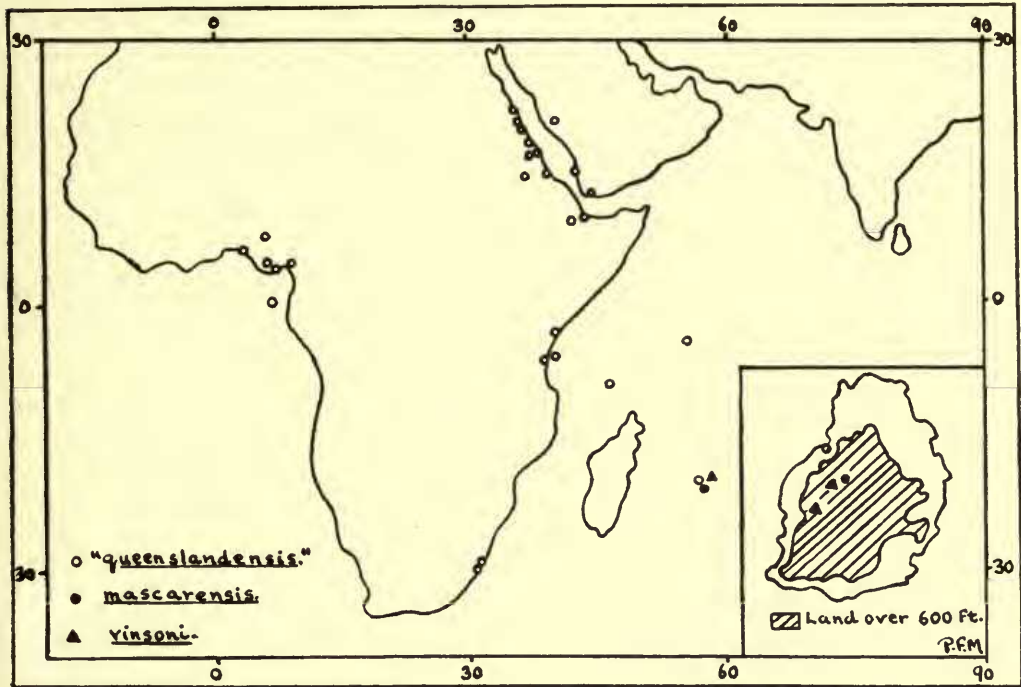 0 30 60 90
30 30
0 0
30 30
"queenslandensis."
mascarensis.
vinsoni.
Land over 600 Ft.
P.F.M
0 30 60 90